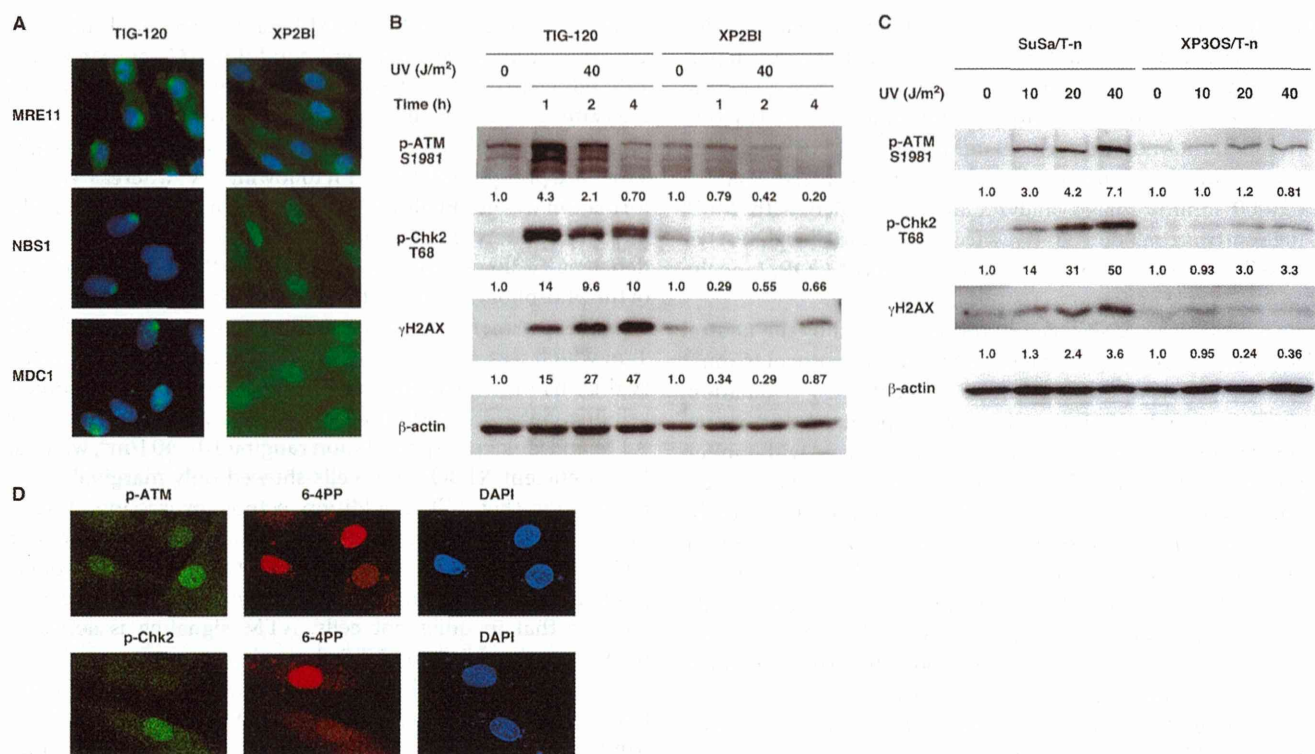 A
TIG-120 XP2BI
MRE11
NBS1
MDC1
B
TIG-120 XP2BI
UV (J/m²) 0 40 0 40
Time (h) 1 2 4 1 2 4
p-ATM
S1981
1.0 4.3 2.1 0.70 1.0 0.79 0.42 0.20
p-Chk2
T68
1.0 14 9.6 10 1.0 0.29 0.55 0.66
γH2AX
1.0 15 27 47 1.0 0.34 0.29 0.87
β-actin
C
SuSa/T-n XP3OS/T-n
UV (J/m²) 0 10 20 40 0 10 20 40
p-ATM
S1981
1.0 3.0 4.2 7.1 1.0 1.0 1.2 0.81
p-Chk2
T68
1.0 14 31 50 1.0 0.93 3.0 3.3
γH2AX
1.0 1.3 2.4 3.6 1.0 0.95 0.24 0.36
β-actin
D
p-ATM 6-4PP DAPI
p-Chk2 6-4PP DAPI